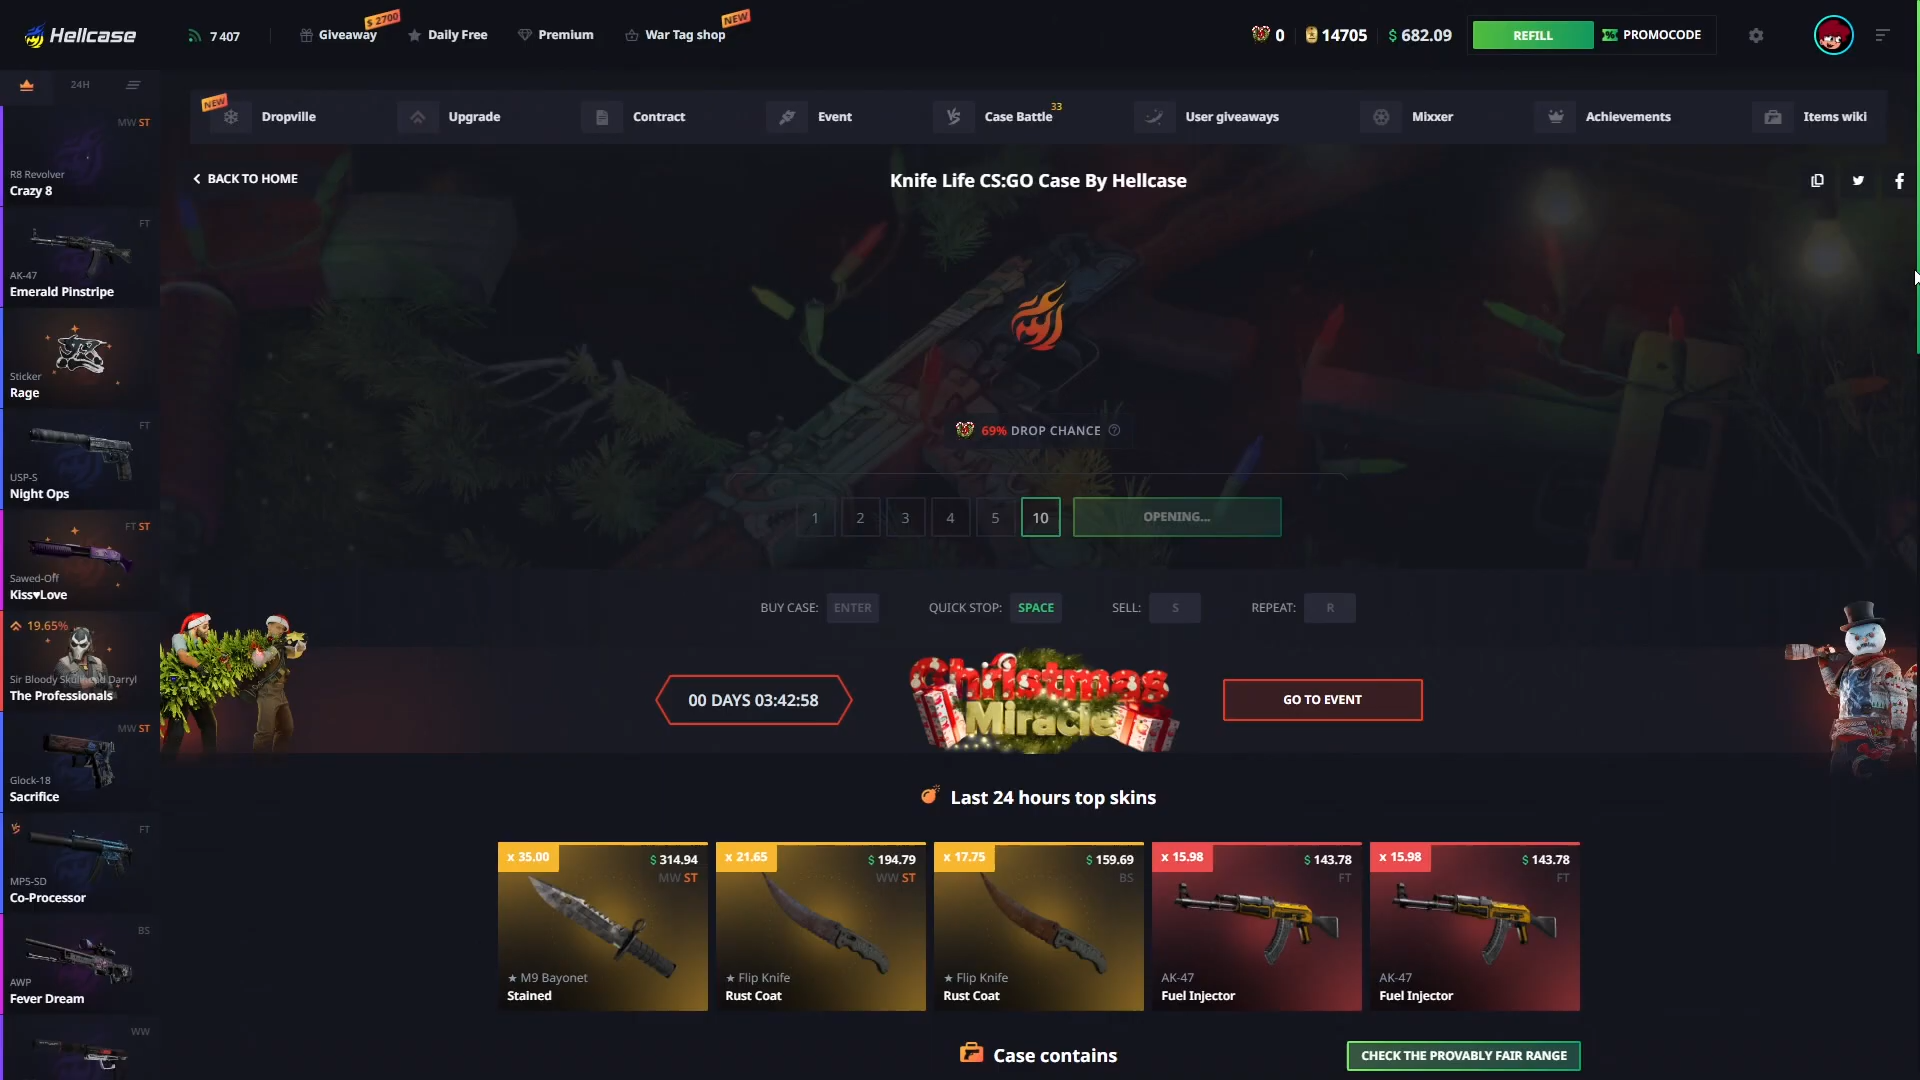 Hellcase
7 407
Giveaway
$ 2700
Daily Free
Premium
War Tag shop
NEW
0
14705
$ 682.09
REFILL
PROMOCODE
24H
NEW
Dropville
Upgrade
Contract
Event
Case Battle
33
User giveaways
Mixxer
Achievements
Items wiki
BACK TO HOME
Knife Life CS:GO Case By Hellcase
MW ST
R8 Revolver
Crazy 8
FT
AK-47
Emerald Pinstripe
Sticker
Rage
FT
USP-S
Night Ops
FT ST
Sawed-Off
Kiss♥Love
19.65%
Sir Bloody Skullhead Darryl
The Professionals
MW ST
Glock-18
Sacrifice
FT
MP5-SD
Co-Processor
BS
AWP
Fever Dream
WW
69% DROP CHANCE
1
2
3
4
5
10
OPENING...
BUY CASE: ENTER
QUICK STOP: SPACE
SELL: S
REPEAT: R
00 DAYS 03:42:58
Christmas
Miracle
GO TO EVENT
Last 24 hours top skins
x 35.00
$ 314.94
MW ST
★ M9 Bayonet
Stained
x 21.65
$ 194.79
WW ST
★ Flip Knife
Rust Coat
x 17.75
$ 159.69
BS
★ Flip Knife
Rust Coat
x 15.98
$ 143.78
FT
AK-47
Fuel Injector
x 15.98
$ 143.78
FT
AK-47
Fuel Injector
Case contains
CHECK THE PROVABLY FAIR RANGE